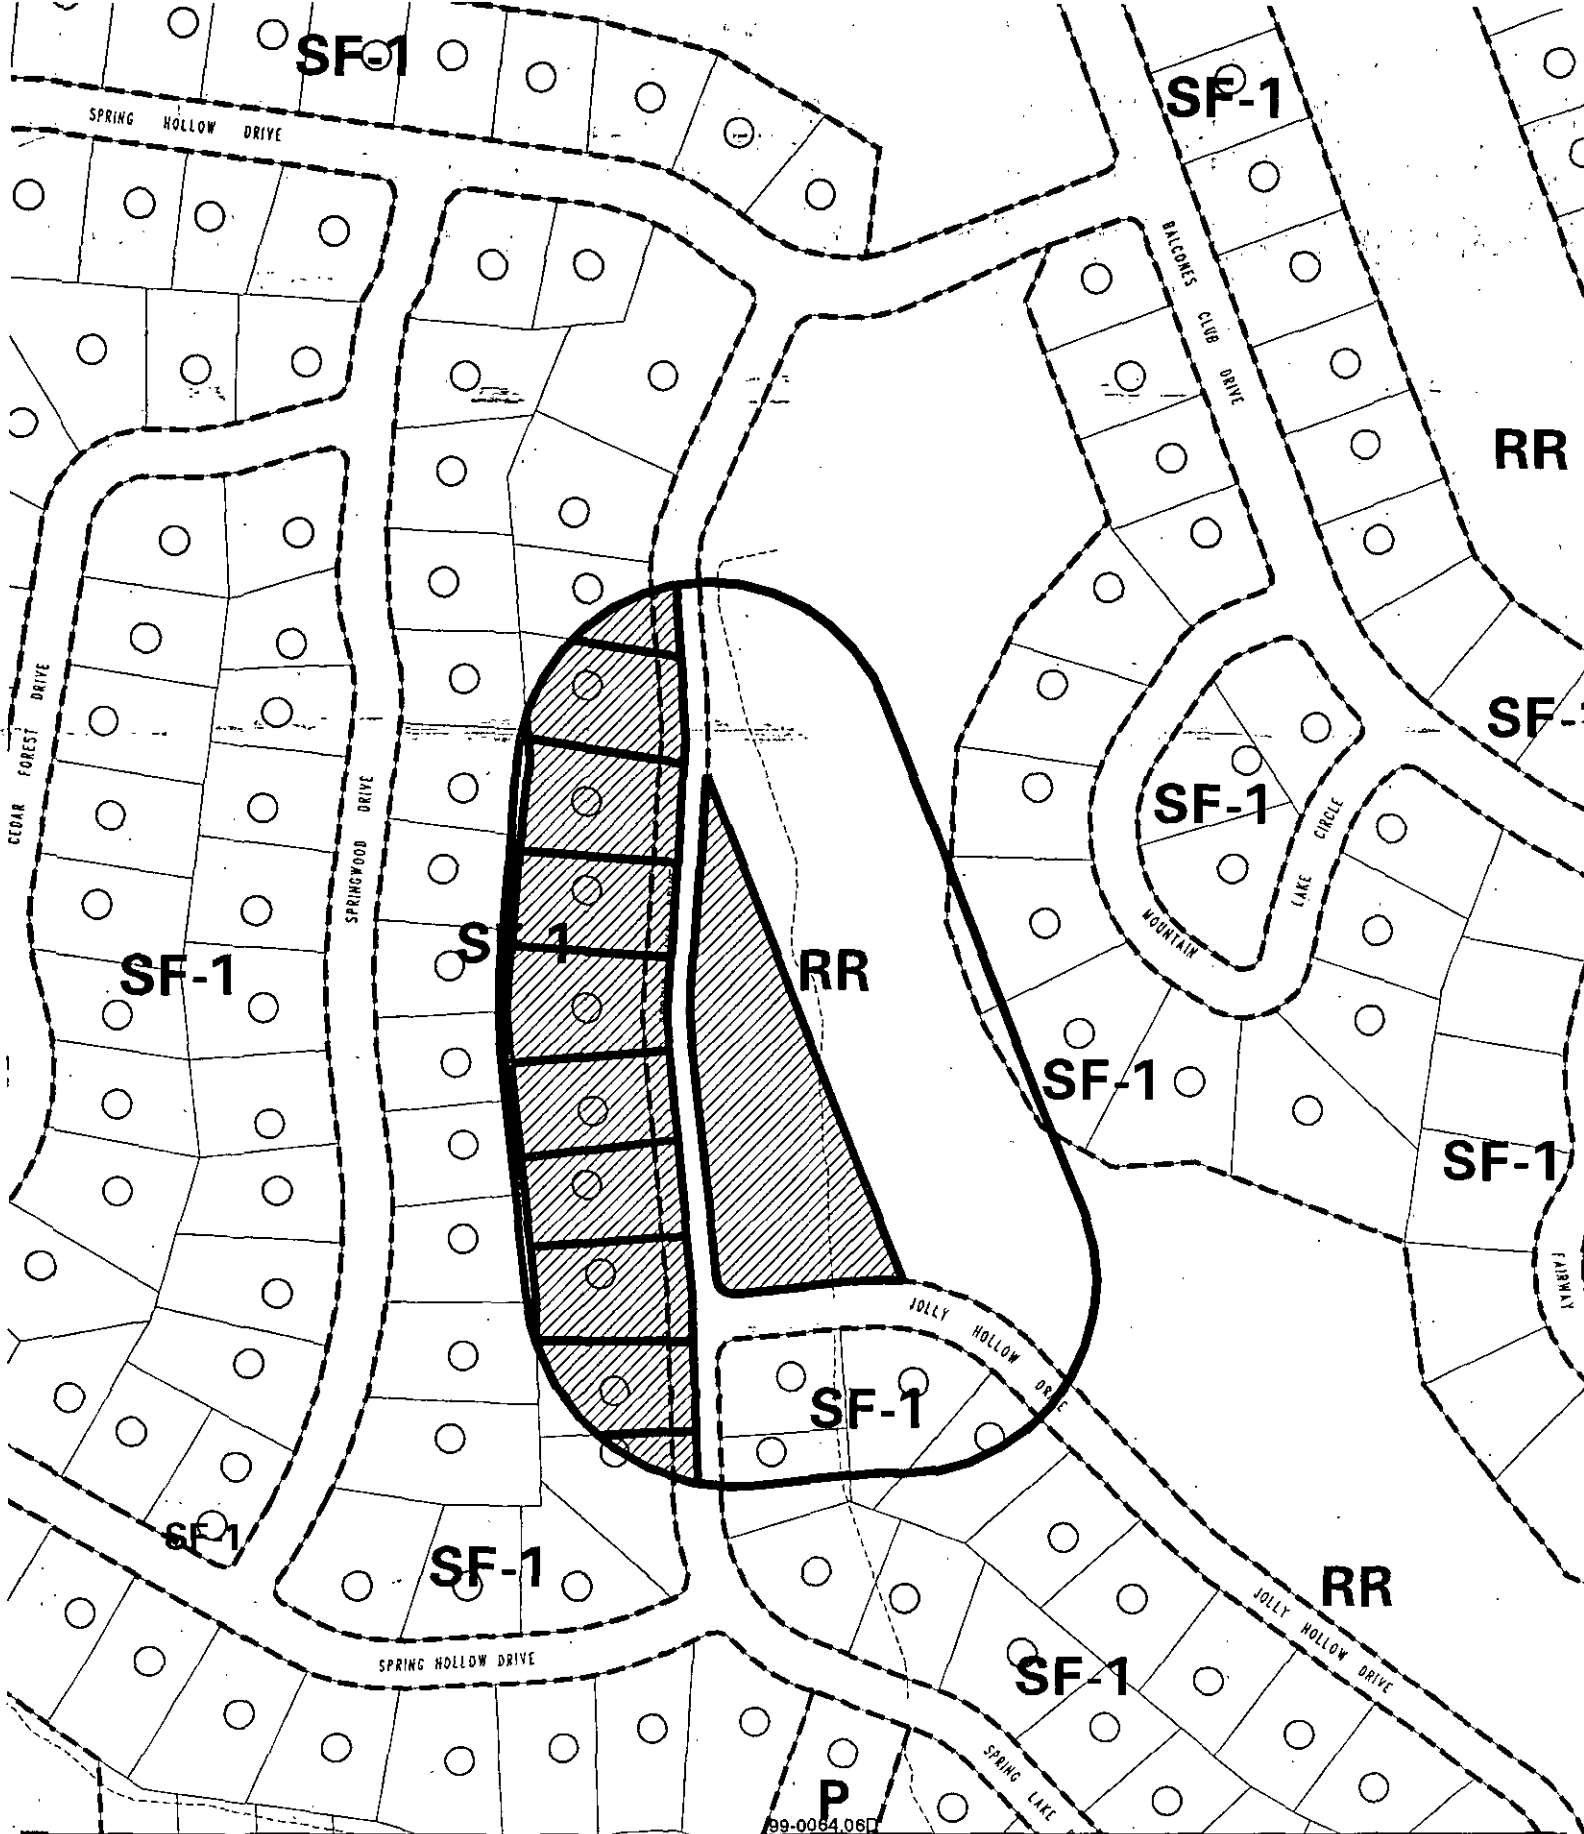 SF-1
SF-1
SPRING HOLLOW DRIVE
BALCONES CLUB DRIVE
RR
CEDAR FOREST DRIVE
SPRINGWOOD DRIVE
SF-
SF-1
LAKE CIRCLE
MOUNTAIN
SF-1
S 1
RR
SF-1
SF-1
FAIRWAY
JOLLY HOLLOW DRIVE
SF-1
SF-1
SF-1
RR
JOLLY HOLLOW DRIVE
SPRING HOLLOW DRIVE
SF-1
SPRING LAKE
P
99-0064.06D